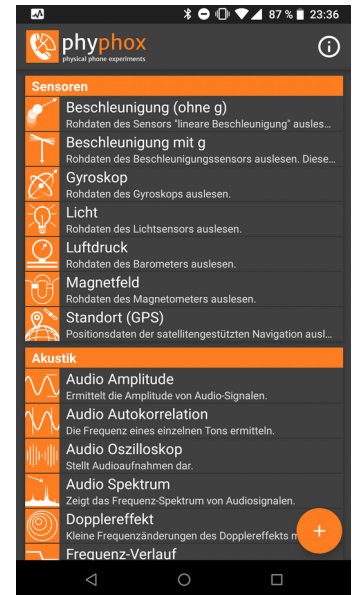 87 % 23:36
phyphox
physical phone experiments
Sensoren
Beschleunigung (ohne g)
Rohdaten des Sensors "lineare Beschleunigung" ausles…
Beschleunigung mit g
Rohdaten des Beschleunigungssensors auslesen. Diese…
Gyroskop
Rohdaten des Gyroskops auslesen.
Licht
Rohdaten des Lichtsensors auslesen.
Luftdruck
Rohdaten des Barometers auslesen.
Magnetfeld
Rohdaten des Magnetometers auslesen.
Standort (GPS)
Positionsdaten der satellitengestützten Navigation ausl…
Akustik
Audio Amplitude
Ermittelt die Amplitude von Audio-Signalen.
Audio Autokorrelation
Die Frequenz eines einzelnen Tons ermitteln.
Audio Oszilloskop
Stellt Audioaufnahmen dar.
Audio Spektrum
Zeigt das Frequenz-Spektrum von Audiosignalen.
Dopplereffekt
Kleine Frequenzänderungen des Dopplereffekts
+
Frequenz-Verlauf